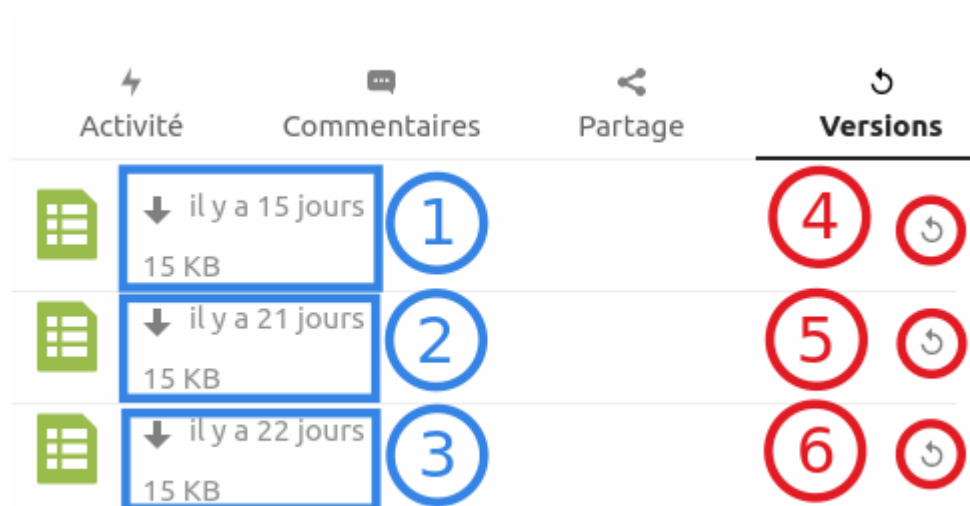 Activité Commentaires Partage Versions
il y a 15 jours 1 4
15 KB
il y a 21 jours 2 5
15 KB
il y a 22 jours 3 6
15 KB